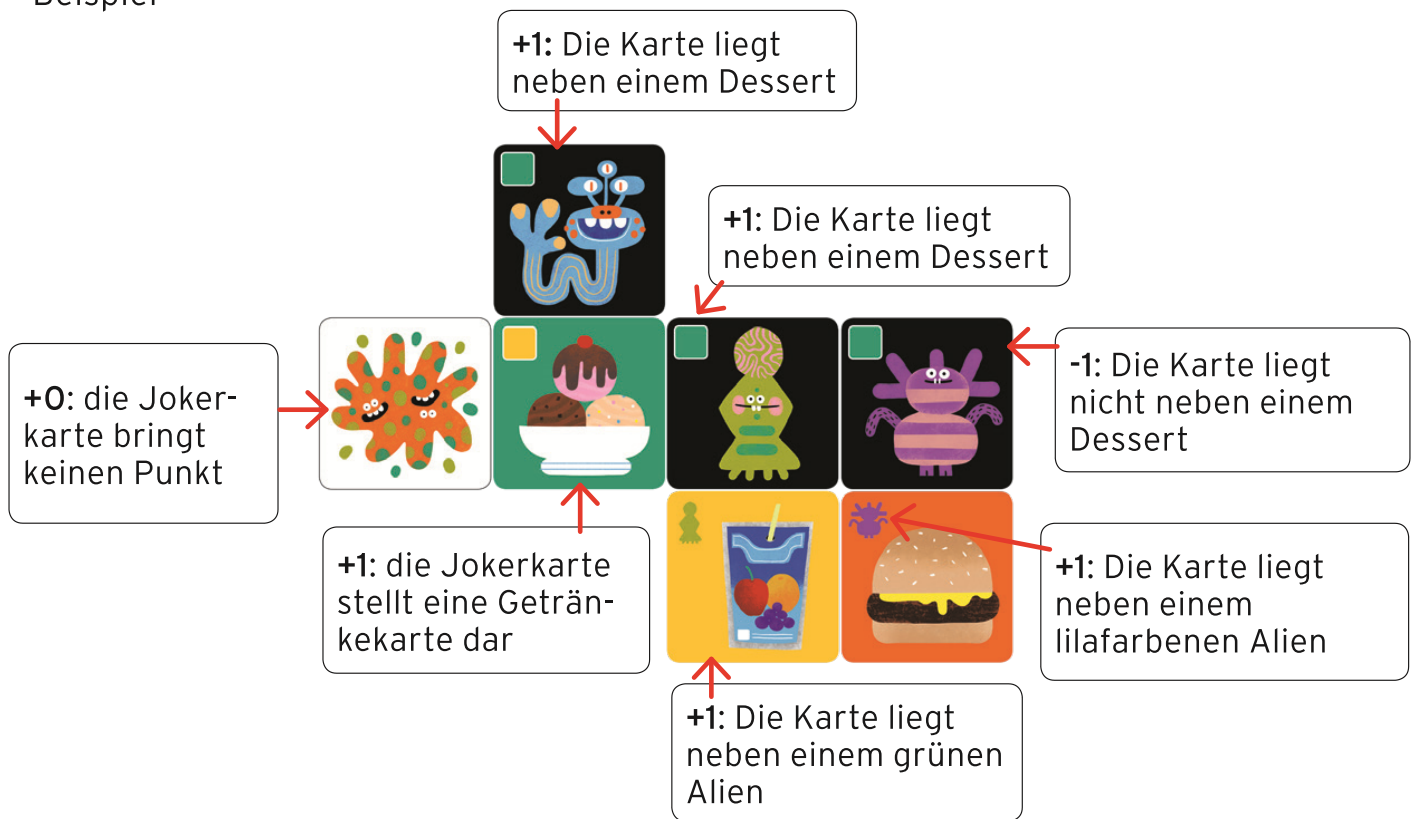 Beispiel
+1: Die Karte liegt
neben einem Dessert
+1: Die Karte liegt
neben einem Dessert
+0: die Joker-
karte bringt
keinen Punkt
-1: Die Karte liegt
nicht neben einem
Dessert
+1: die Jokerkarte
stellt eine Geträn-
kekarte dar
+1: Die Karte liegt
neben einem
lilafarbenen Alien
+1: Die Karte liegt
neben einem grünen
Alien